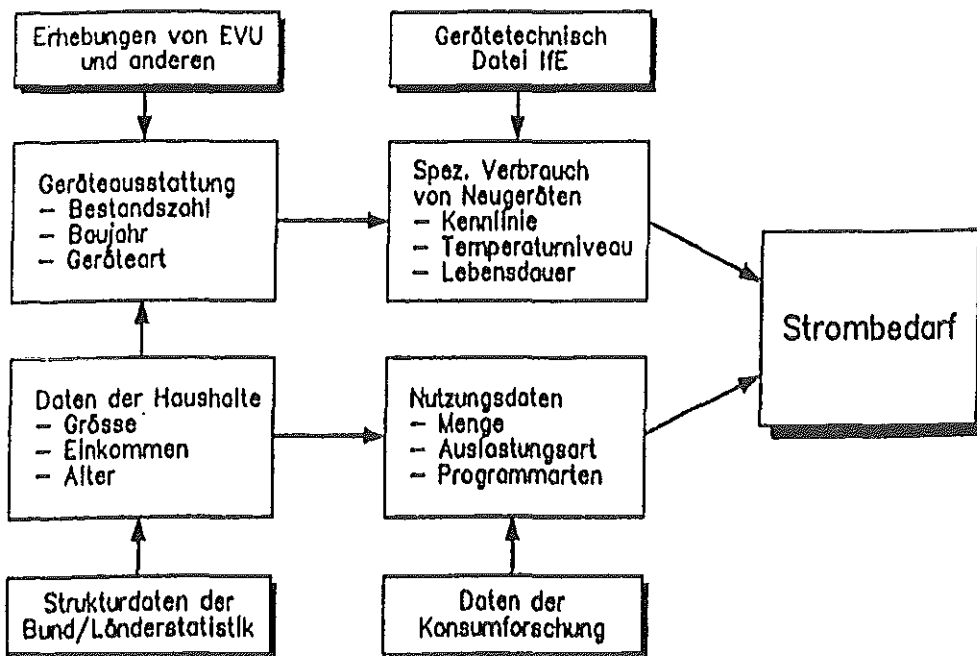 Erhebungen von EVU
und anderen
Gerätetechnisch
Datei IfE
Geräteausstattung
– Bestandszahl
– Baujahr
– Geräteart
Spez. Verbrauch
von Neugeräten
– Kennlinie
– Temperaturniveau
– Lebensdauer
Strombedarf
Daten der Haushalte
– Grösse
– Einkommen
– Alter
Nutzungsdaten
– Menge
– Auslastungsart
– Programmarten
Strukturdaten der
Bund/Länderstatistik
Daten der
Konsumforschung